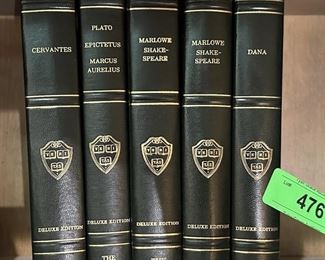 CERVANTES
PLATO
EPICTETUS
MARCUS
AURELIUS
MARLOWE
SHAKE-
SPEARE
MARLOWE
SHAKE-
SPEARE
DANA
DELUXE EDITION
DELUXE EDITION
DELUXE EDITION
DELUXE EDITION
DELUXE EDITION
THE
Lot#
476